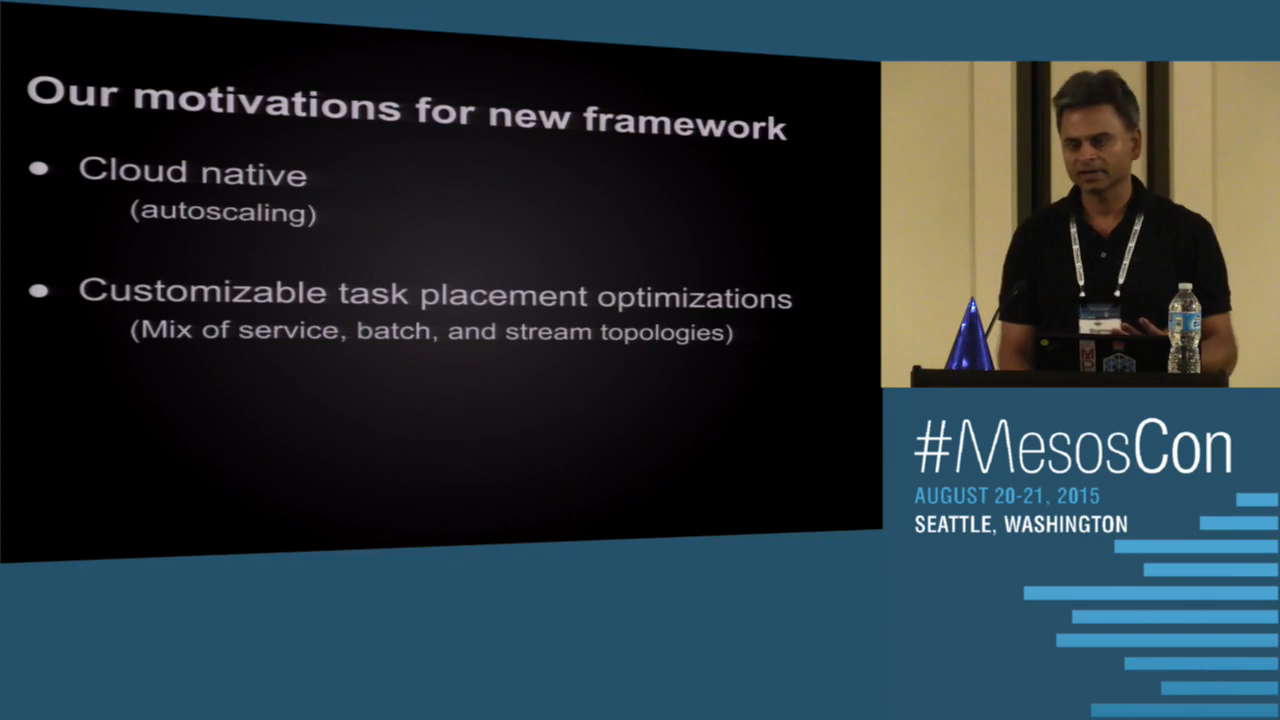 Our motivations for new framework
● Cloud native
(autoscaling)
● Customizable task placement optimizations
(Mix of service, batch, and stream topologies)
#MesosCon
AUGUST 20-21, 2015
SEATTLE, WASHINGTON